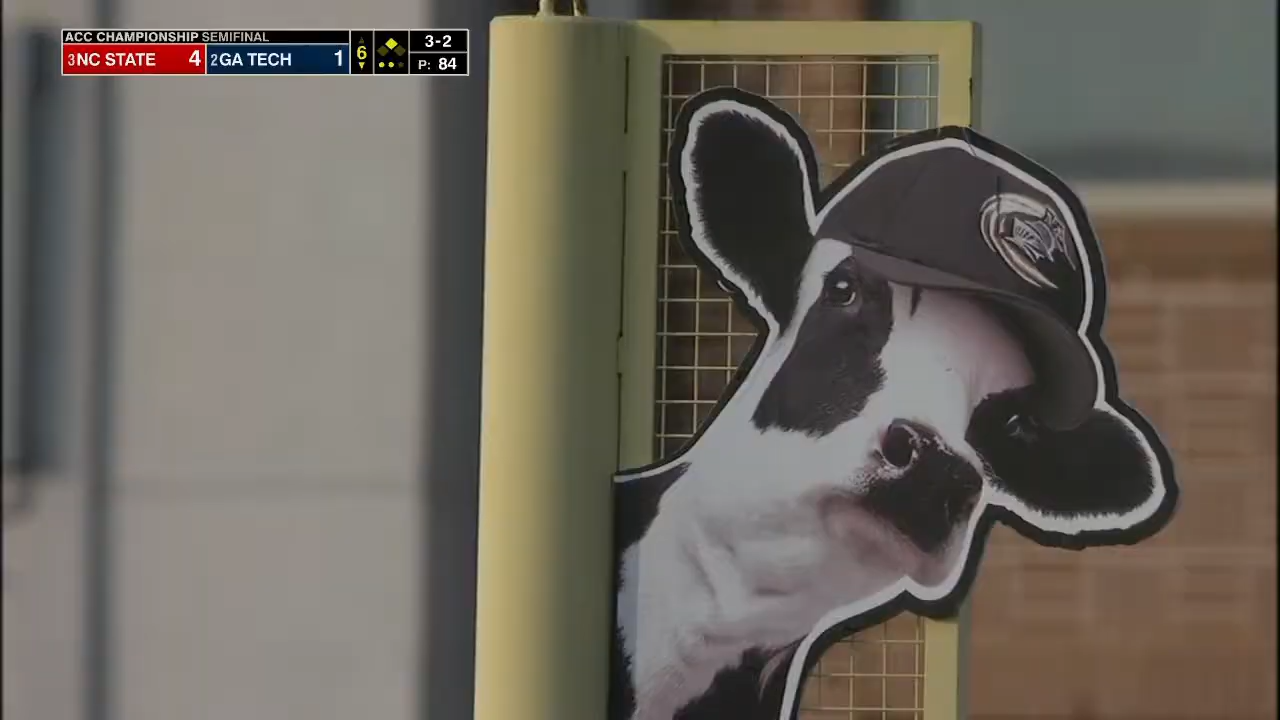 ACC CHAMPIONSHIP SEMIFINAL
3 NC STATE 4 2 GA TECH 1 6 3-2
P: 84